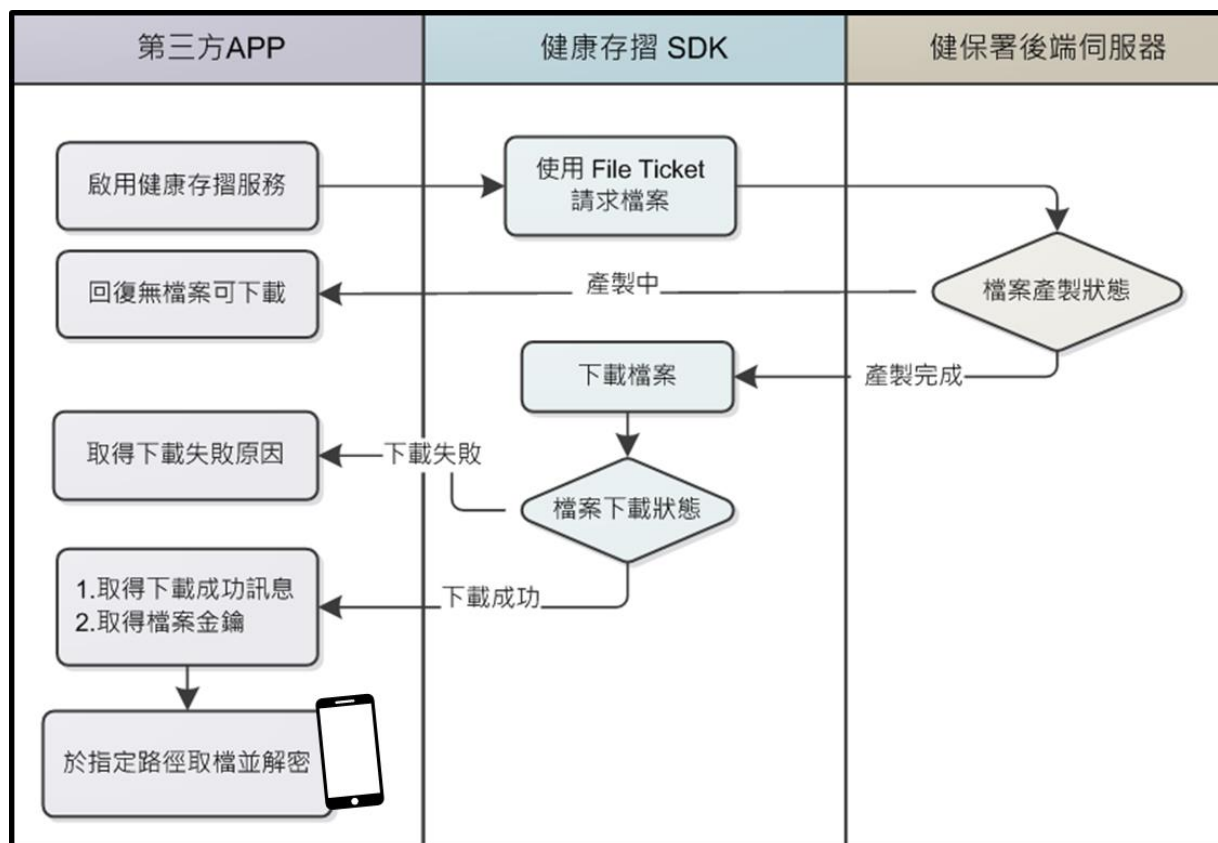 第三方APP
健康存摺 SDK
健保署後端伺服器
啟用健康存摺服務
使用 File Ticket
請求檔案
回復無檔案可下載
產製中
檔案產製狀態
下載檔案
產製完成
取得下載失敗原因
下載失敗
檔案下載狀態
1.取得下載成功訊息
2.取得檔案金鑰
下載成功
於指定路徑取檔並解密